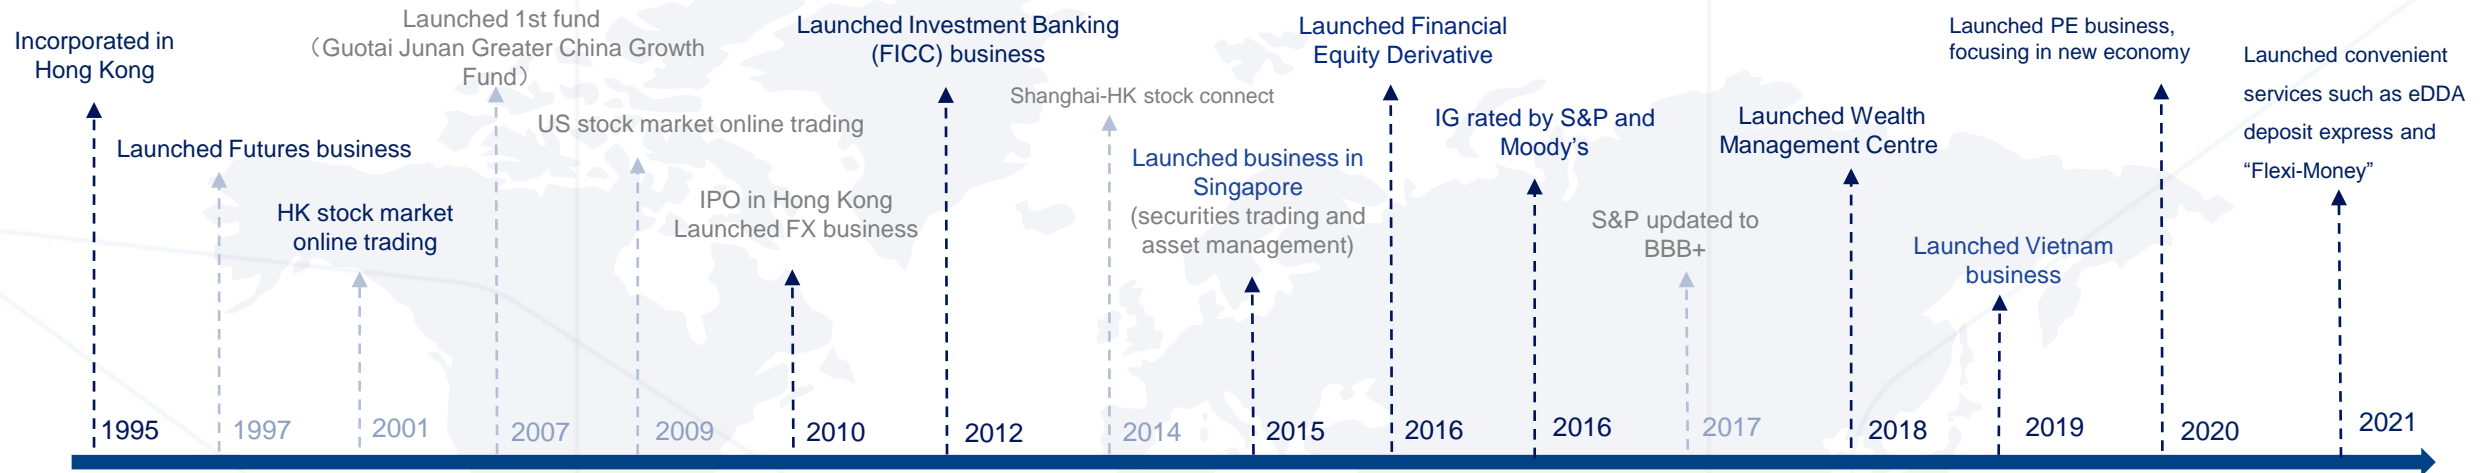 Incorporated in
Hong Kong
1995
Launched Futures business
1997
HK stock market
online trading
2001
Launched 1st fund
（Guotai Junan Greater China Growth
Fund）
2007
US stock market online trading
2009
IPO in Hong Kong
Launched FX business
2010
Launched Investment Banking
(FICC) business
2012
Shanghai-HK stock connect
2014
Launched business in
Singapore
(securities trading and
asset management)
2015
Launched Financial
Equity Derivative
2016
IG rated by S&P and
Moody’s
2016
S&P updated to
BBB+
2017
Launched Wealth
Management Centre
2018
Launched Vietnam
business
2019
Launched PE business,
focusing in new economy
2020
Launched convenient
services such as eDDA
deposit express and
“Flexi-Money”
2021